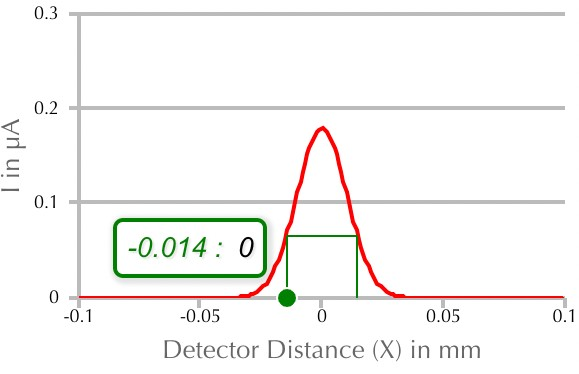 0.3
0.2
I in µA
0.1
-0.014 : 0
0
-0.1 -0.05 0 0.05 0.1
Detector Distance (X) in mm